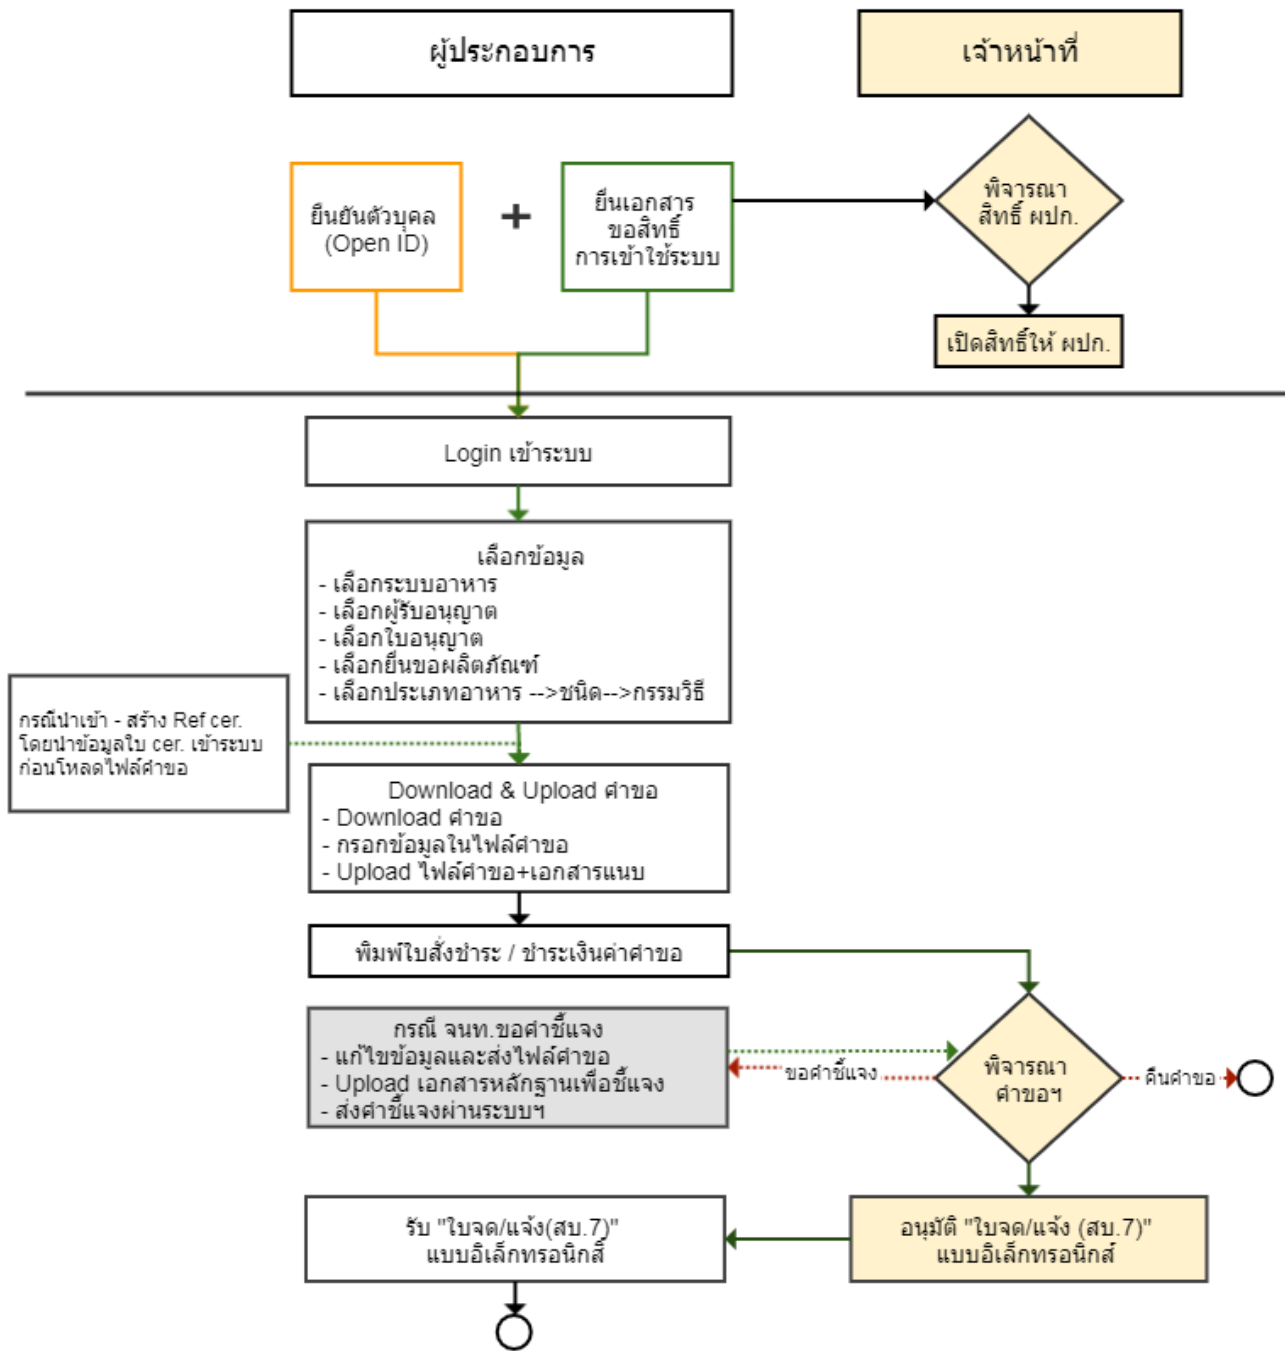 ผู้ประกอบการ
เจ้าหน้าที่
ยืนยันตัวบุคล
(Open ID)
+
ยื่นเอกสาร
ขอสิทธิ์
การเข้าใช้ระบบ
พิจารณา
สิทธิ์ ผปก.
เปิดสิทธิ์ให้ ผปก.
Login เข้าระบบ
เลือกข้อมูล
- เลือกระบบอาหาร
- เลือกผู้รับอนุญาต
- เลือกใบอนุญาต
- เลือกยื่นขอผลิตภัณฑ์
- เลือกประเภทอาหาร -->ชนิด-->กรรมวิธี
กรณีนำเข้า - สร้าง Ref cer.
โดยนำข้อมูลใบ cer. เข้าระบบ
ก่อนโหลดไฟล์คำขอ
Download & Upload คำขอ
- Download คำขอ
- กรอกข้อมูลในไฟล์คำขอ
- Upload ไฟล์คำขอ+เอกสารแนบ
พิมพ์ใบสั่งชำระ / ชำระเงินค่าคำขอ
กรณี จนท.ขอคำชี้แจง
- แก้ไขข้อมูลและส่งไฟล์คำขอ
- Upload เอกสารหลักฐานเพื่อชี้แจง
- ส่งคำชี้แจงผ่านระบบฯ
ขอคำชี้แจง
พิจารณา
คำขอฯ
คืนคำขอ
รับ "ใบจด/แจ้ง(สบ.7)"
แบบอิเล็กทรอนิกส์
อนุมัติ "ใบจด/แจ้ง (สบ.7)"
แบบอิเล็กทรอนิกส์